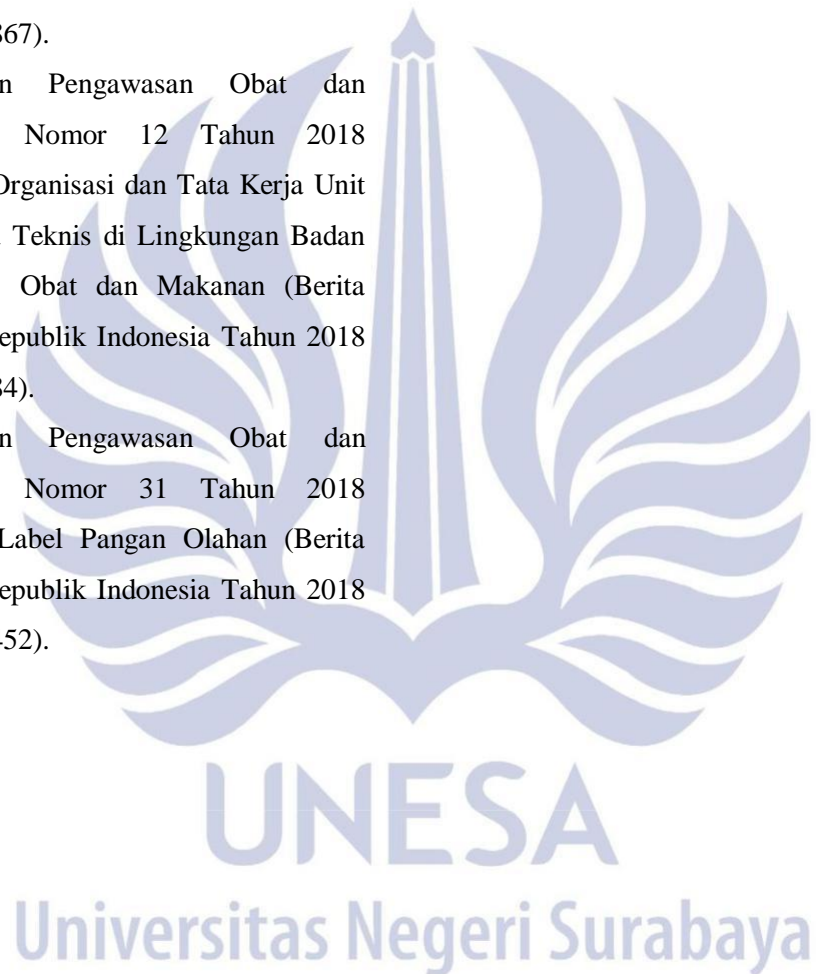 867).
n Pengawasan Obat dan
Nomor 12 Tahun 2018
Organisasi dan Tata Kerja Unit
Teknis di Lingkungan Badan
Obat dan Makanan (Berita
epublik Indonesia Tahun 2018
34).
n Pengawasan Obat dan
Nomor 31 Tahun 2018
Label Pangan Olahan (Berita
epublik Indonesia Tahun 2018
52).
UNESA
Universitas Negeri Surabaya